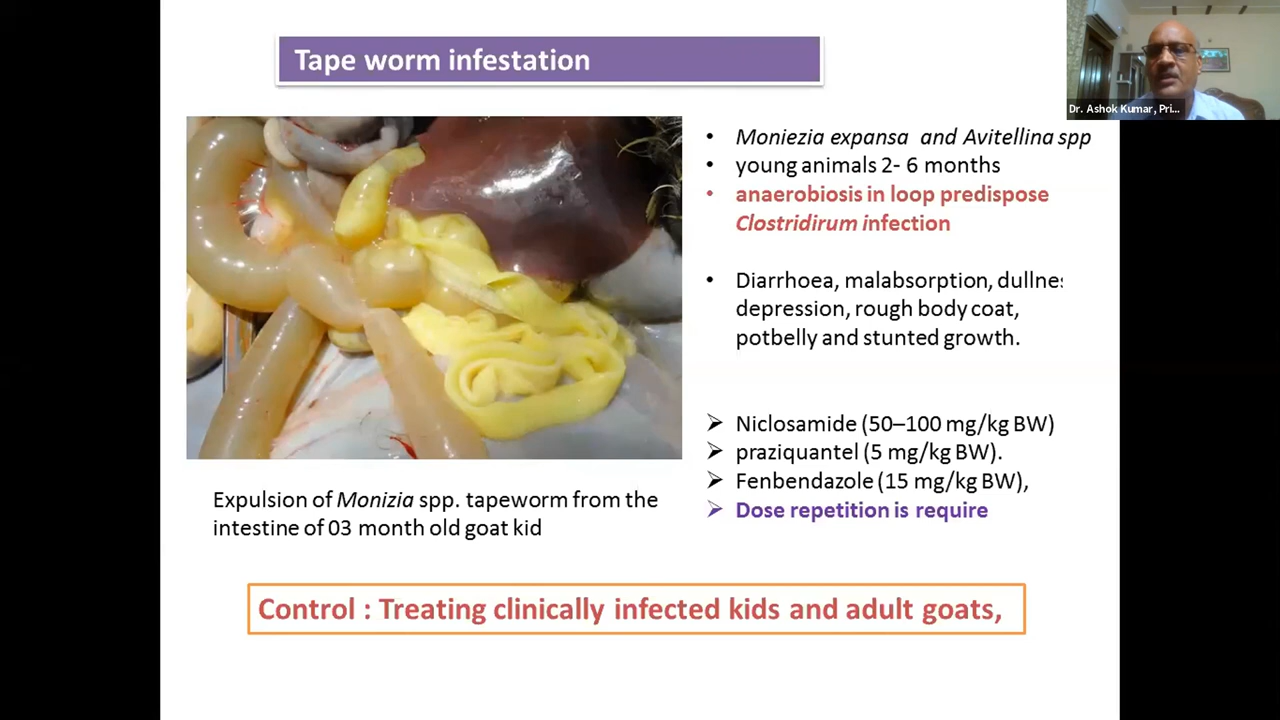 Tape worm infestation
Dr. Ashok Kumar, Pri...
• Moniezia expansa and Avitellina spp
• young animals 2- 6 months
• anaerobiosis in loop predispose
Clostridirum infection
• Diarrhoea, malabsorption, dullnes
depression, rough body coat,
potbelly and stunted growth.
➢ Niclosamide (50–100 mg/kg BW)
➢ praziquantel (5 mg/kg BW).
➢ Fenbendazole (15 mg/kg BW),
➢ Dose repetition is require
Expulsion of Monizia spp. tapeworm from the
intestine of 03 month old goat kid
Control : Treating clinically infected kids and adult goats,